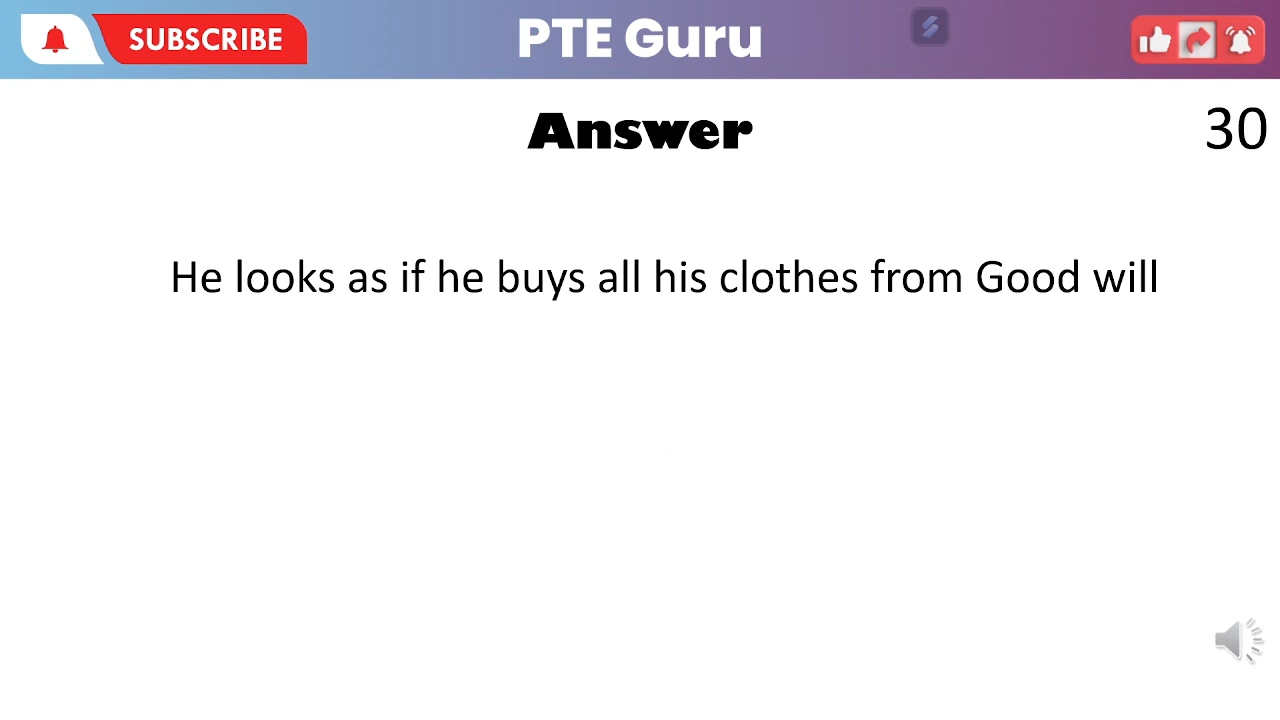 SUBSCRIBE
PTE Guru
Answer
30
He looks as if he buys all his clothes from Good will